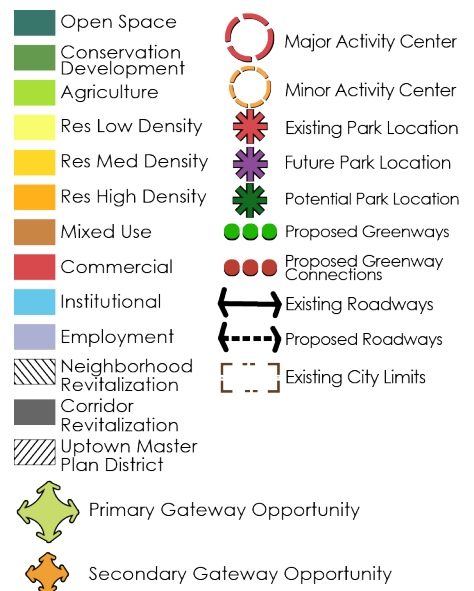 Open Space
Conservation
Development
Agriculture
Res Low Density
Res Med Density
Res High Density
Mixed Use
Commercial
Institutional
Employment
Neighborhood
Revitalization
Corridor
Revitalization
Uptown Master
Plan District
Major Activity Center
Minor Activity Center
Existing Park Location
Future Park Location
Potential Park Location
Proposed Greenways
Proposed Greenway
Connections
Existing Roadways
Proposed Roadways
Existing City Limits
Primary Gateway Opportunity
Secondary Gateway Opportunity